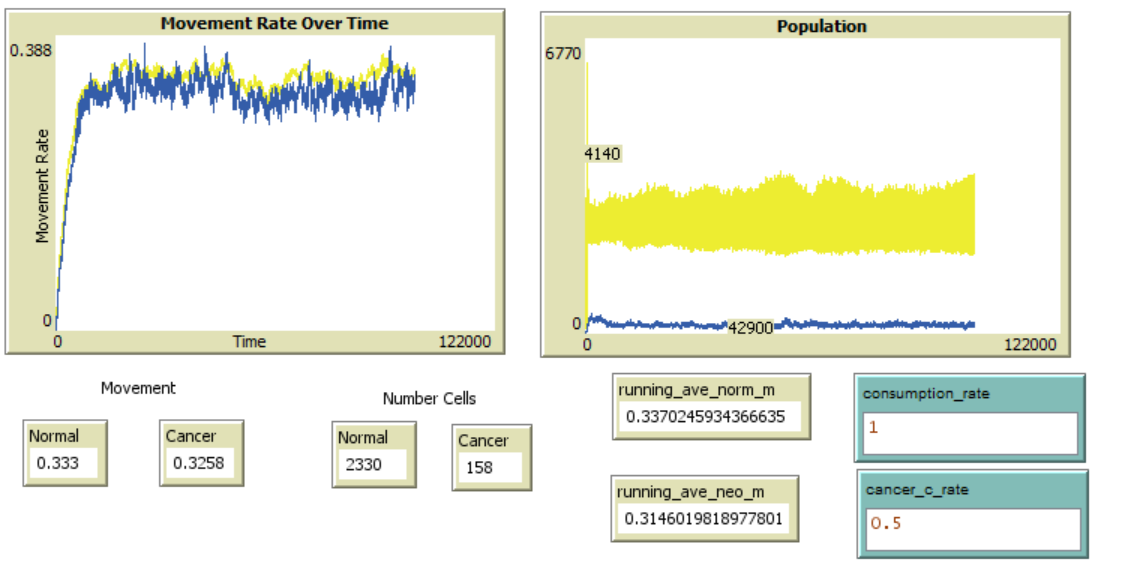 Movement Rate Over Time
0.388
Movement Rate
0
0
Time
122000
Population
6770
4140
0
42900
0
122000
Movement
Normal
0.333
Cancer
0.3258
Number Cells
Normal
2330
Cancer
158
running_ave_norm_m
0.3370245934366635
running_ave_neo_m
0.3146019818977801
consumption_rate
1
cancer_c_rate
0.5